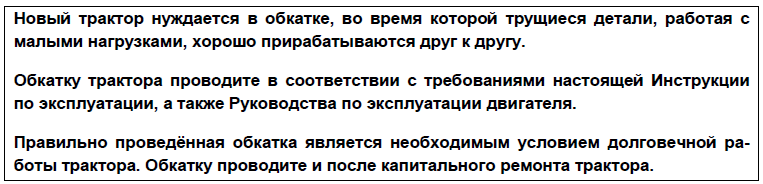 Новый трактор нуждается в обкатке, во время которой трущиеся детали, работая с
малыми нагрузками, хорошо прирабатываются друг к другу.
Обкатку трактора проводите в соответствии с требованиями настоящей Инструкции
по эксплуатации, а также Руководства по эксплуатации двигателя.
Правильно проведённая обкатка является необходимым условием долговечной ра-
боты трактора. Обкатку проводите и после капитального ремонта трактора.